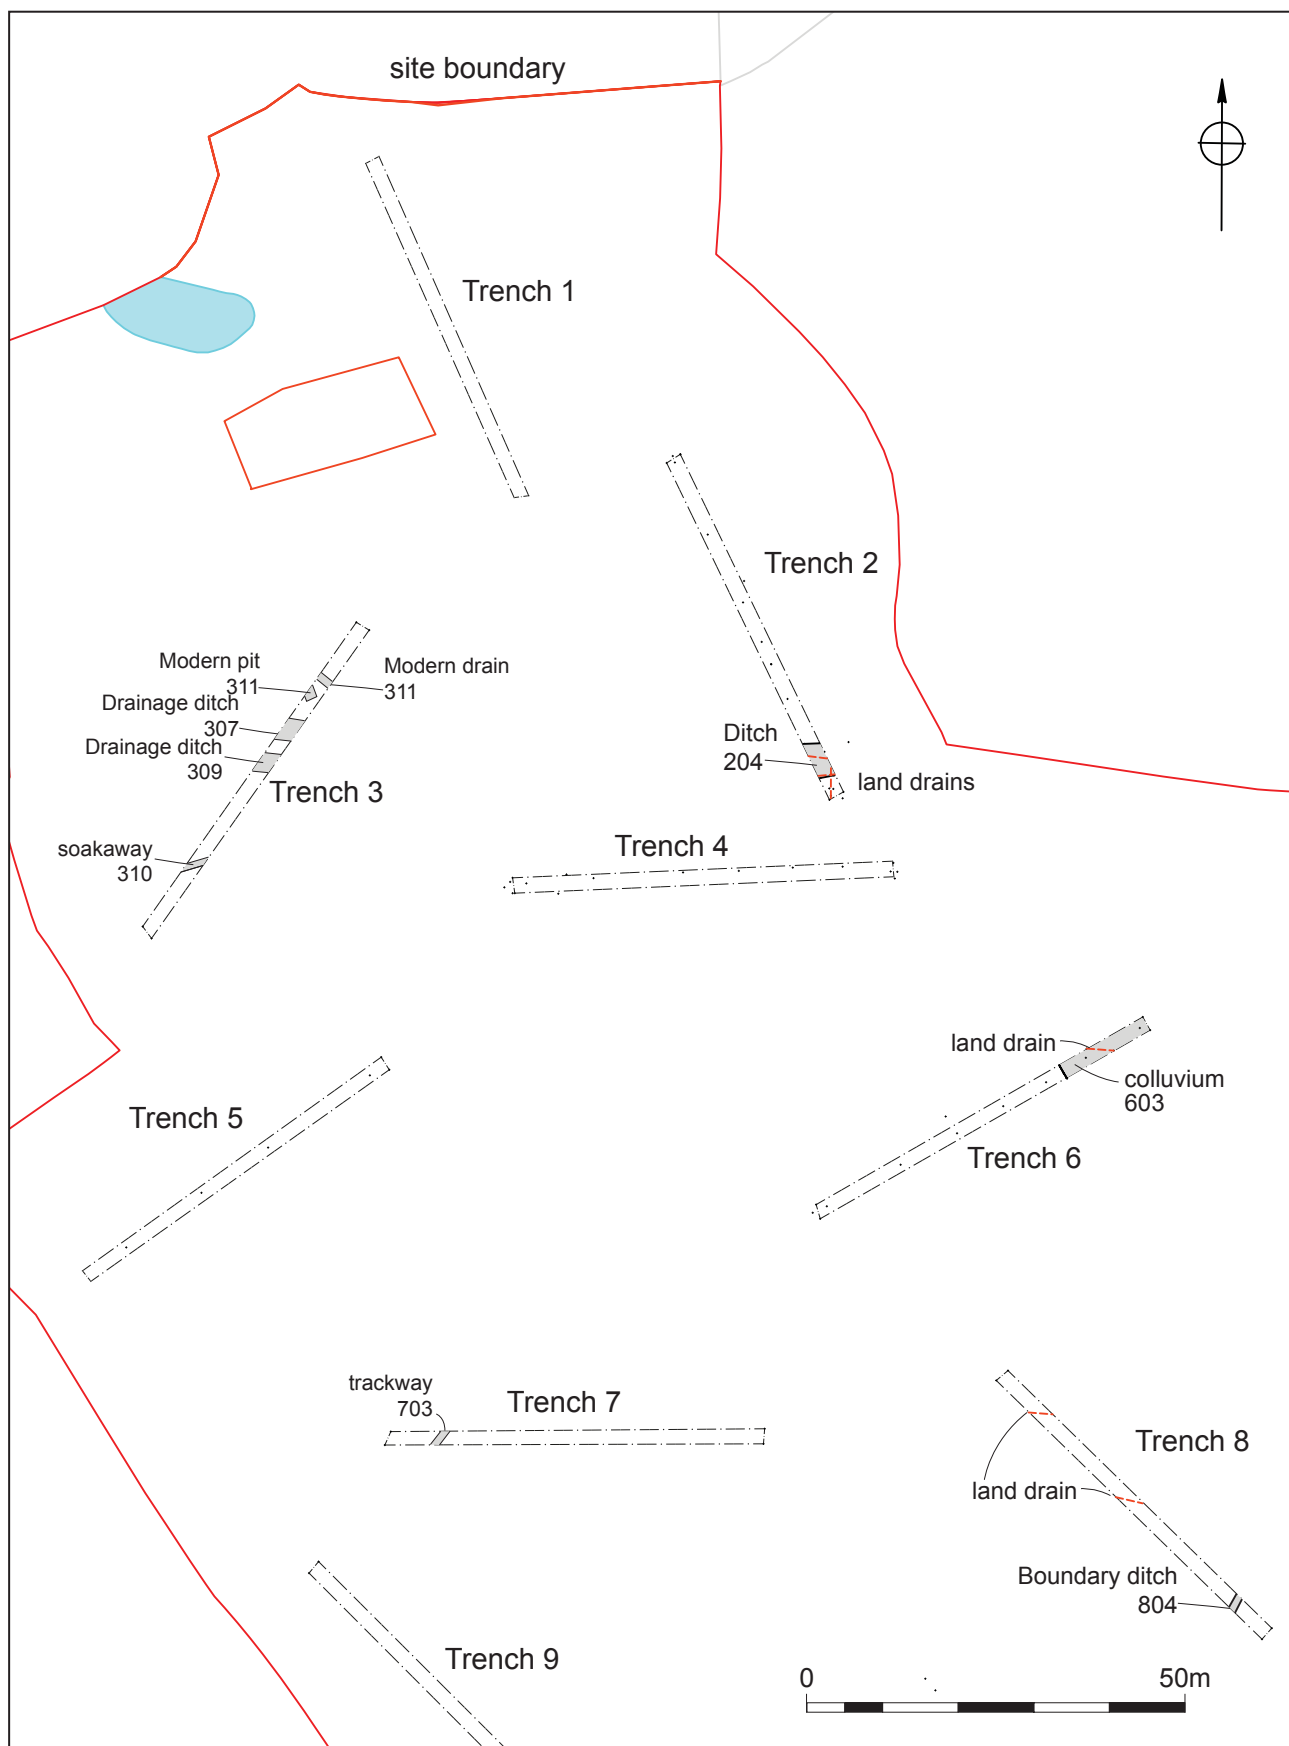 site boundary
Trench 1
Trench 2
Modern pit
311
Modern drain
311
Drainage ditch
307
Drainage ditch
309
Trench 3
Ditch
204
land drains
soakaway
310
Trench 4
land drain
colluvium
603
Trench 5
Trench 6
trackway
703
Trench 7
Trench 8
land drain
Boundary ditch
804
Trench 9
0
50m